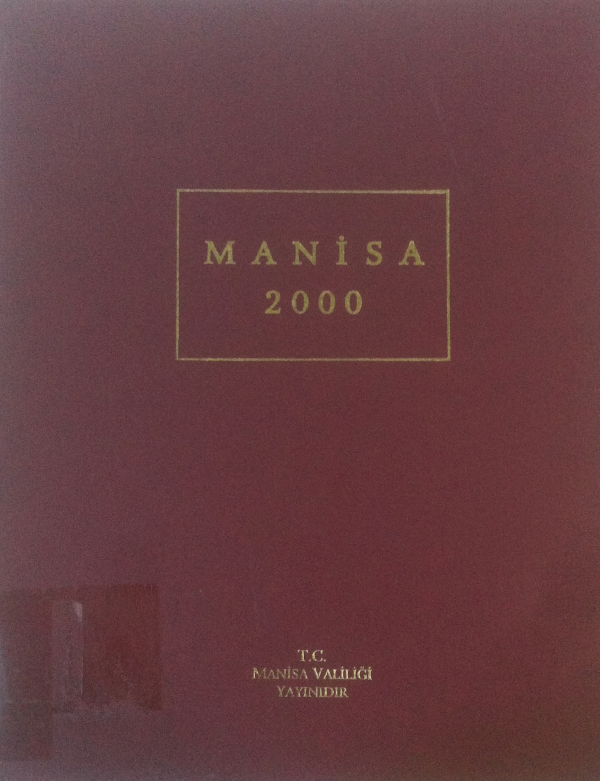 MANİSA
2000
T.C.
MANİSA VALİLİĞİ
YAYINIDIR